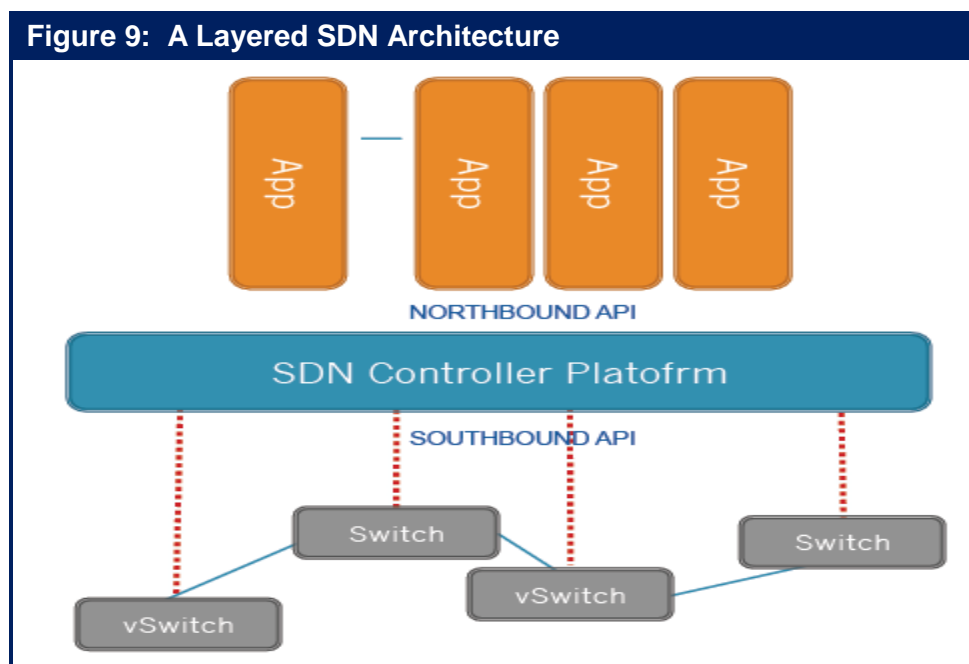 Figure 9: A Layered SDN Architecture
App
App
App
App
NORTHBOUND API
SDN Controller Platofrm
SOUTHBOUND API
Switch
Switch
vSwitch
vSwitch